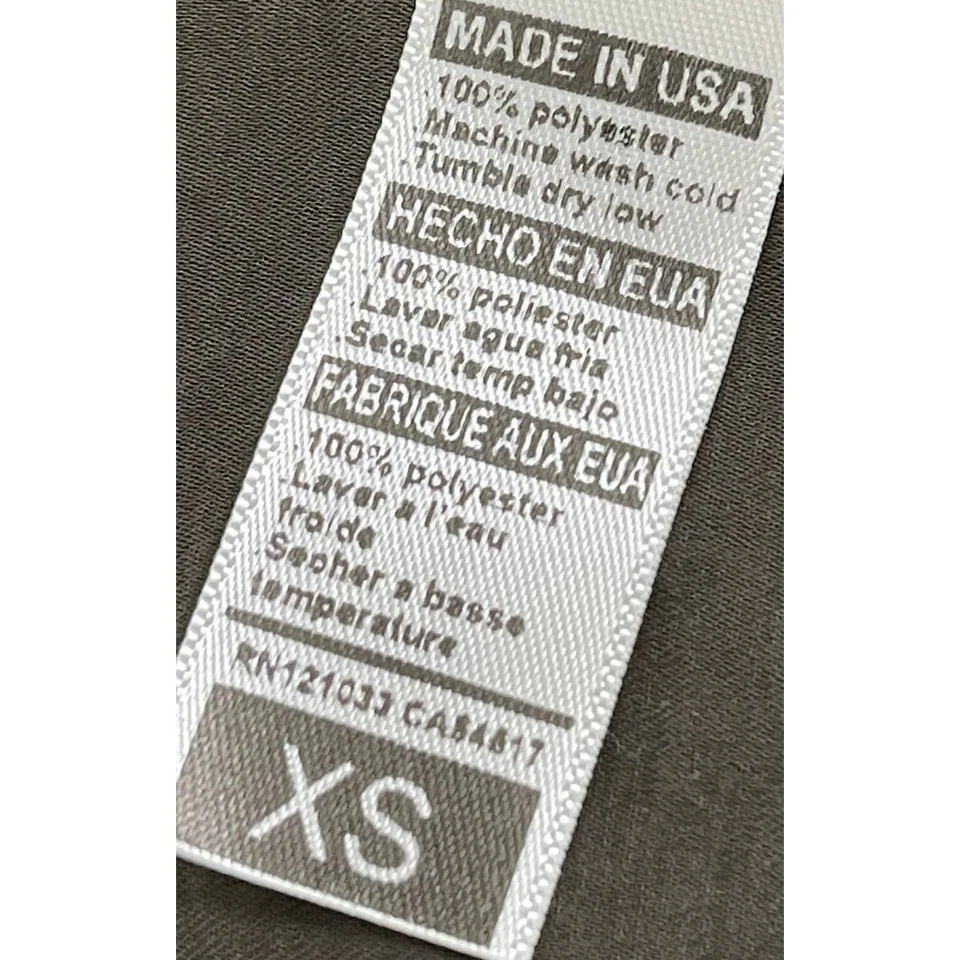 MADE IN USA
.100% polyester
.Machine wash cold
.Tumble dry low
HECHO EN EUA
.100% poliester
.Lavar agua fria
.Secar temp bajo
FABRIQUE AUX EUA
.100% polyester
.Laver a l'eau
froide
.Secher a basse
temperature
RN121033 CA54817
XS